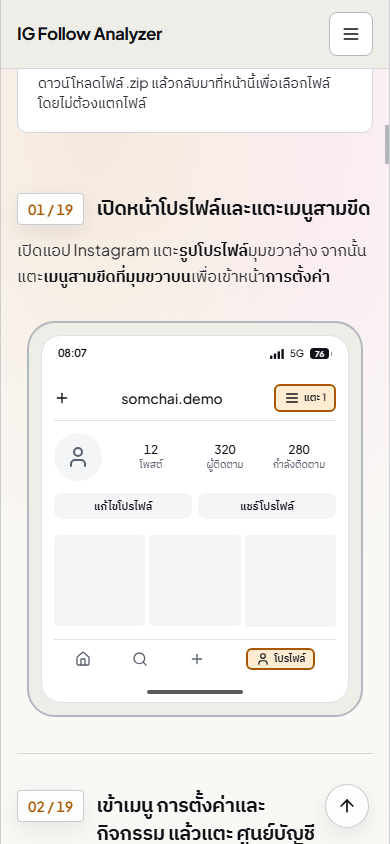 IG Follow Analyzer
ดาวน์โหลดไฟล์ .zip แล้วกลับมาที่หน้านี้เพื่อเลือกไฟล์
โดยไม่ต้องแตกไฟล์
01 / 19
เปิดหน้าโปรไฟล์และแตะเมนูสามขีด
เปิดแอป Instagram แตะรูปโปรไฟล์มุมขวาล่าง จากนั้น
แตะเมนูสามขีดที่มุมขวาบนเพื่อเข้าหน้าการตั้งค่า
08:07
5G
76
somchai.demo
แตะ 1
12
320
280
โพสต์
ผู้ติดตาม
กำลังติดตาม
แก้ไขโปรไฟล์
แชร์โปรไฟล์
โปรไฟล์
02 / 19
เข้าเมนู การตั้งค่าและ
กิจกรรม แล้วแตะ ศูนย์บัญชี